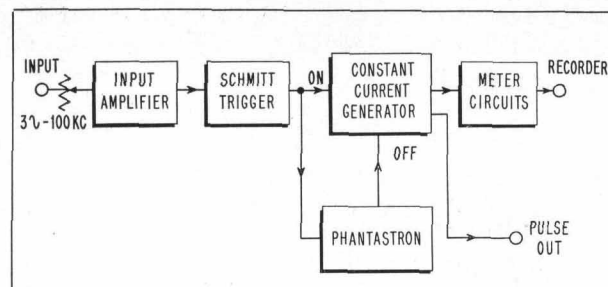 INPUT
3~-100KC
INPUT
AMPLIFIER
SCHMITT
TRIGGER
ON
CONSTANT
CURRENT
GENERATOR
METER
CIRCUITS
RECORDER
OFF
PHANTASTRON
PULSE
OUT